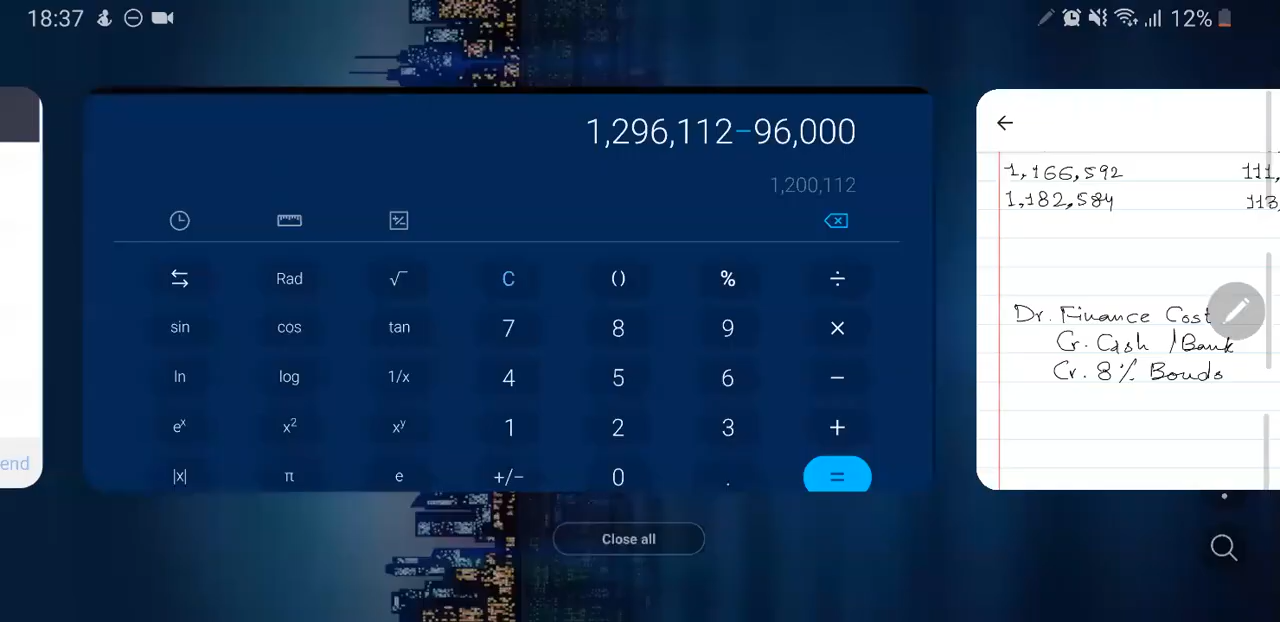 18:37
12%
1,296,112−96,000
1,200,112
Rad √ C () % ÷
sin cos tan 7 8 9 ×
ln log 1/x 4 5 6 −
eˣ x² xʸ 1 2 3 +
|x| π e +/− 0 . =
end
Close all
1,166,592 111,
1,182,584 113
Dr. Finance Cost
Cr. Cash / Bank
Cr. 8% Bonds